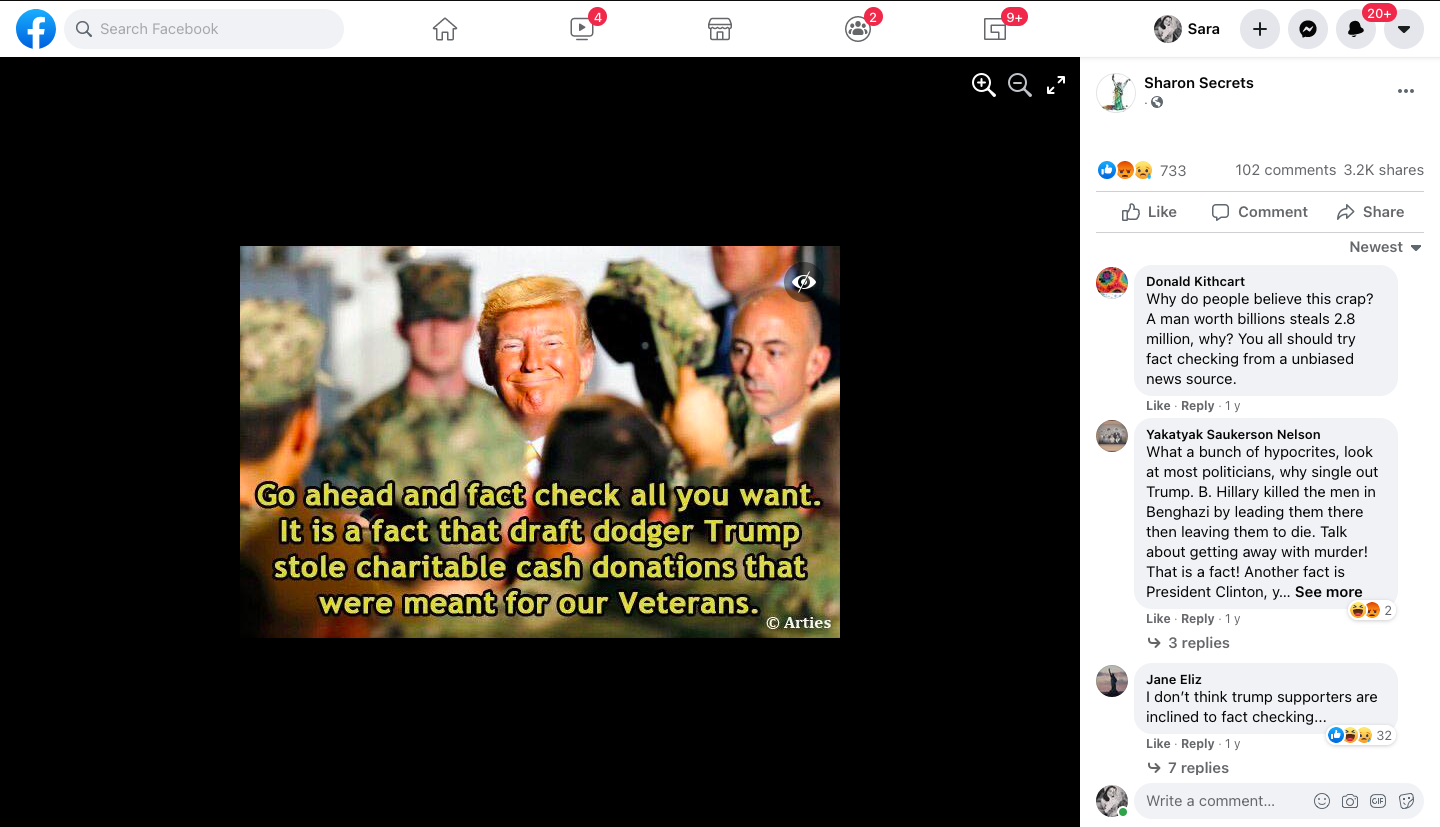 Search Facebook
4
2
9+
Sara
20+
Sharon Secrets
733
102 comments 3.2K shares
Like Comment Share
Newest
Donald Kithcart
Why do people believe this crap?
A man worth billions steals 2.8
million, why? You all should try
fact checking from a unbiased
news source.
Like · Reply · 1 y
Yakatyak Saukerson Nelson
What a bunch of hypocrites, look
at most politicians, why single out
Trump. B. Hillary killed the men in
Benghazi by leading them there
then leaving them to die. Talk
about getting away with murder!
That is a fact! Another fact is
President Clinton, y... See more
2
Like · Reply · 1 y
3 replies
Jane Eliz
I don't think trump supporters are
inclined to fact checking...
32
Like · Reply · 1 y
7 replies
Write a comment...
GIF
Go ahead and fact check all you want.
It is a fact that draft dodger Trump
stole charitable cash donations that
were meant for our Veterans.
© Arties